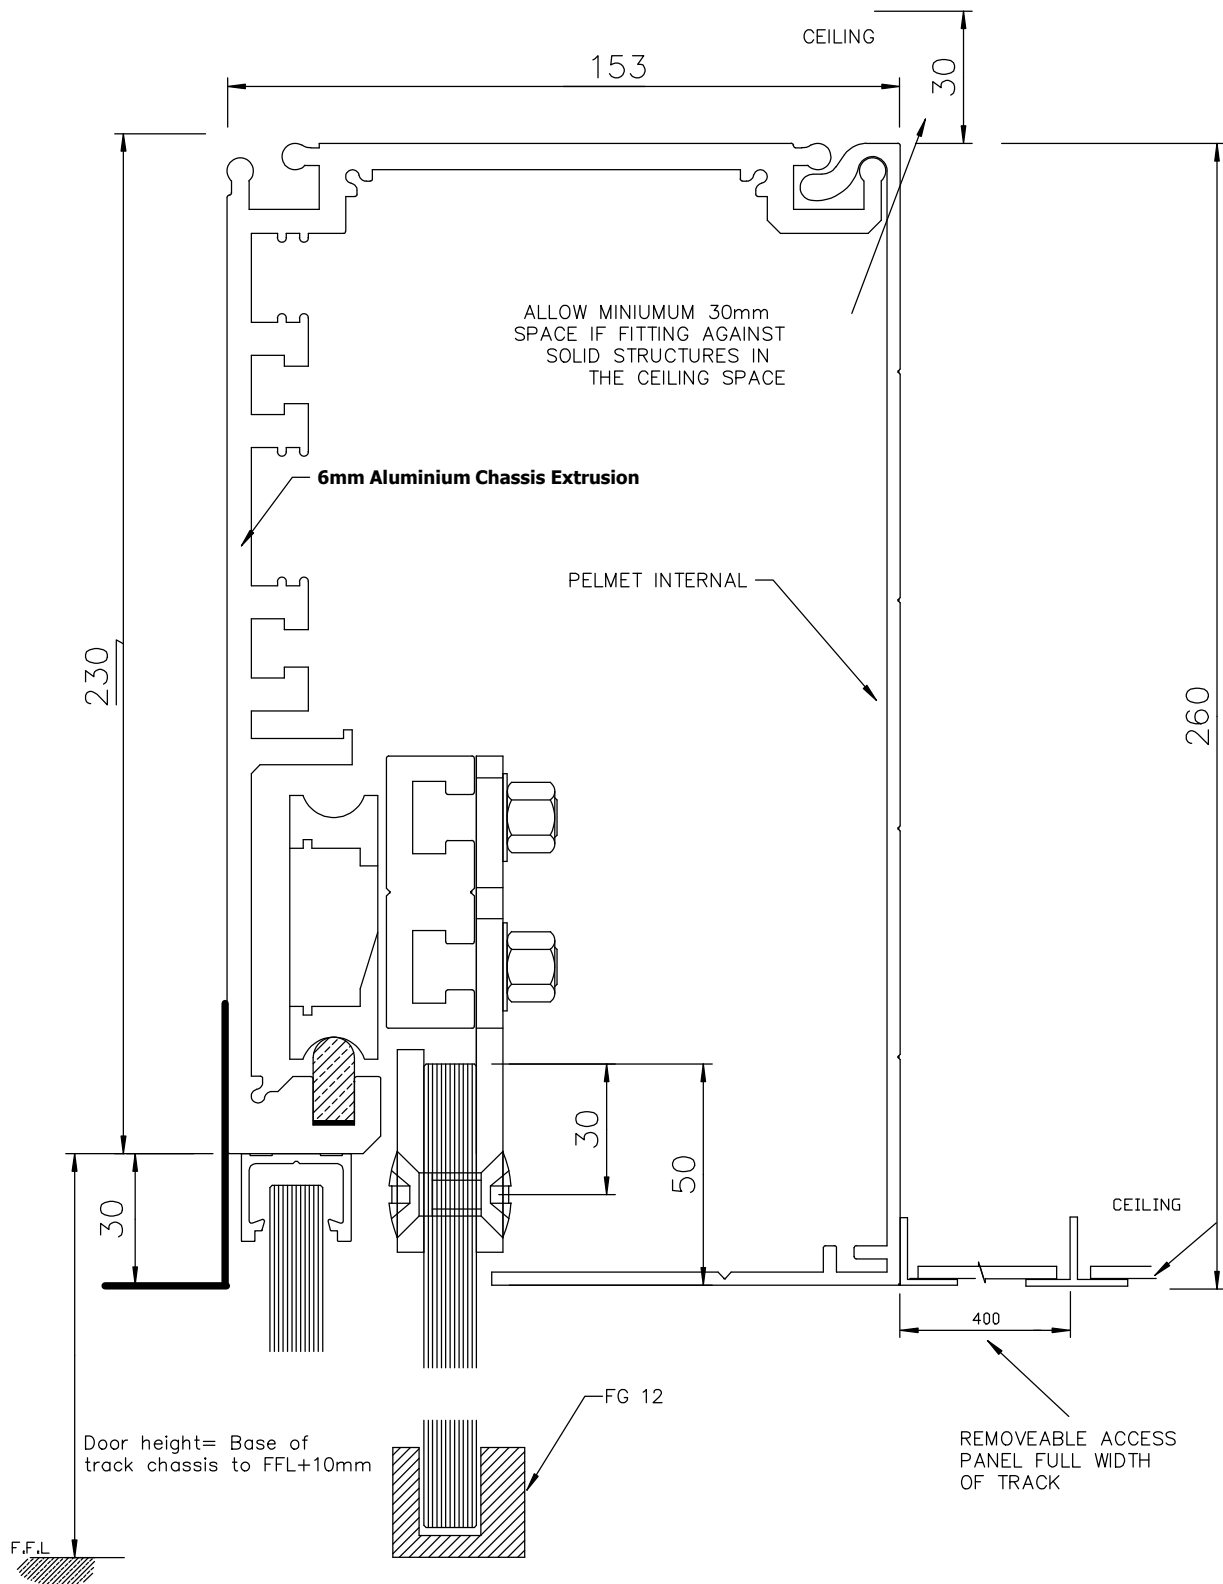 CEILING
30
153
ALLOW MINIUMUM 30mm
SPACE IF FITTING AGAINST
SOLID STRUCTURES IN
THE CEILING SPACE
6mm Aluminium Chassis Extrusion
PELMET INTERNAL
230
260
30
50
30
CEILING
400
FG 12
Door height= Base of
track chassis to FFL+10mm
REMOVEABLE ACCESS
PANEL FULL WIDTH
OF TRACK
F.F.L